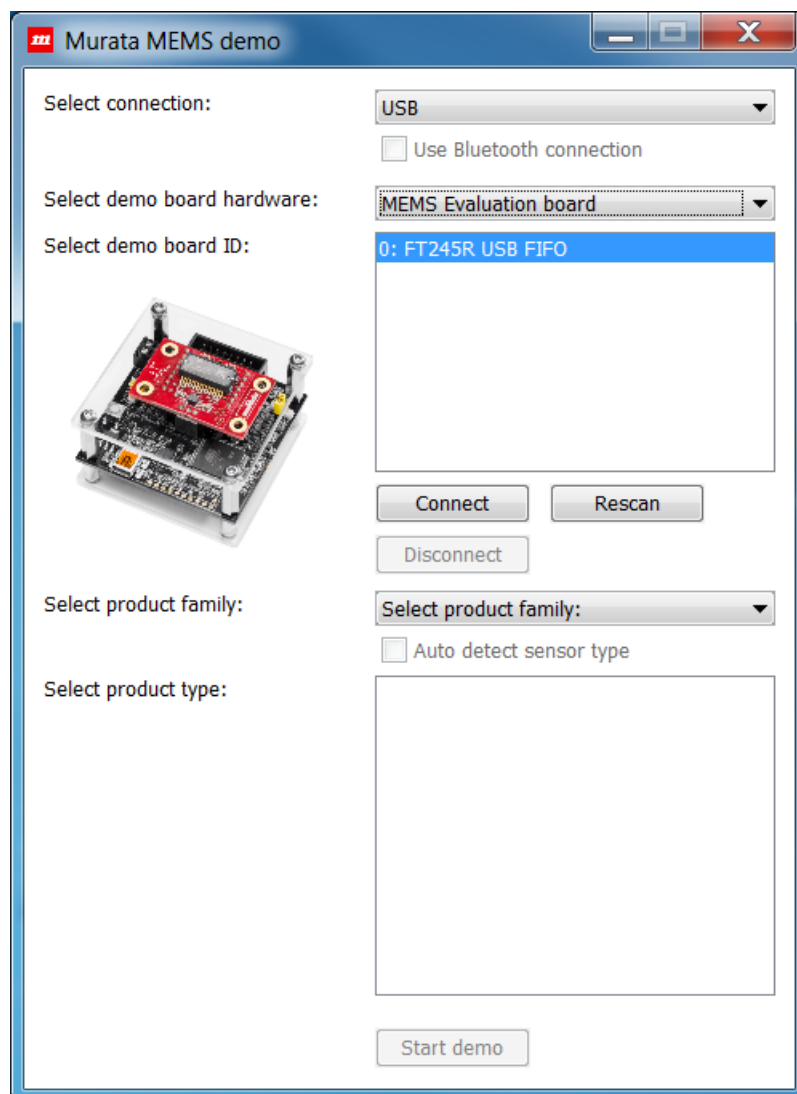 Murata MEMS demo
Select connection:
USB
Use Bluetooth connection
Select demo board hardware:
MEMS Evaluation board
Select demo board ID:
0: FT245R USB FIFO
Connect
Rescan
Disconnect
Select product family:
Select product family:
Auto detect sensor type
Select product type:
Start demo